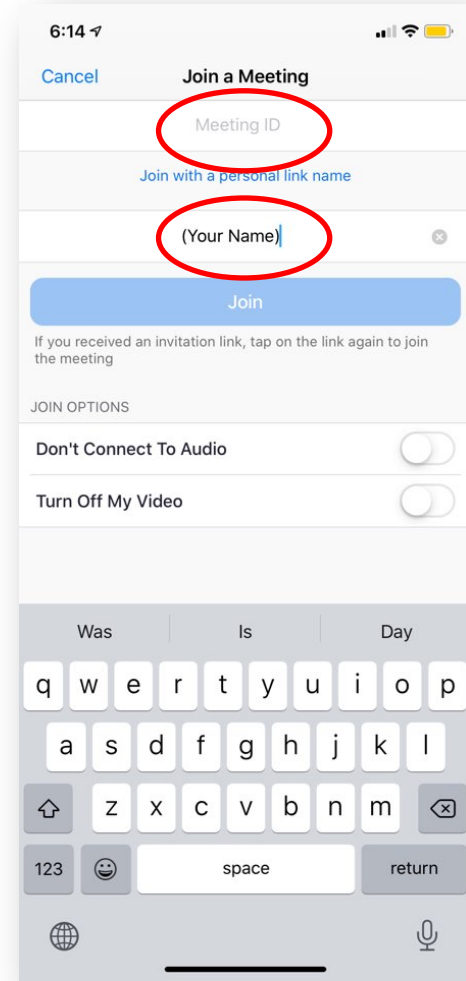 6:14
Cancel Join a Meeting
Meeting ID
Join with a personal link name
(Your Name)
Join
If you received an invitation link, tap on the link again to join
the meeting
JOIN OPTIONS
Don't Connect To Audio
Turn Off My Video
Was Is Day
q w e r t y u i o p
a s d f g h j k l
z x c v b n m
123 space return